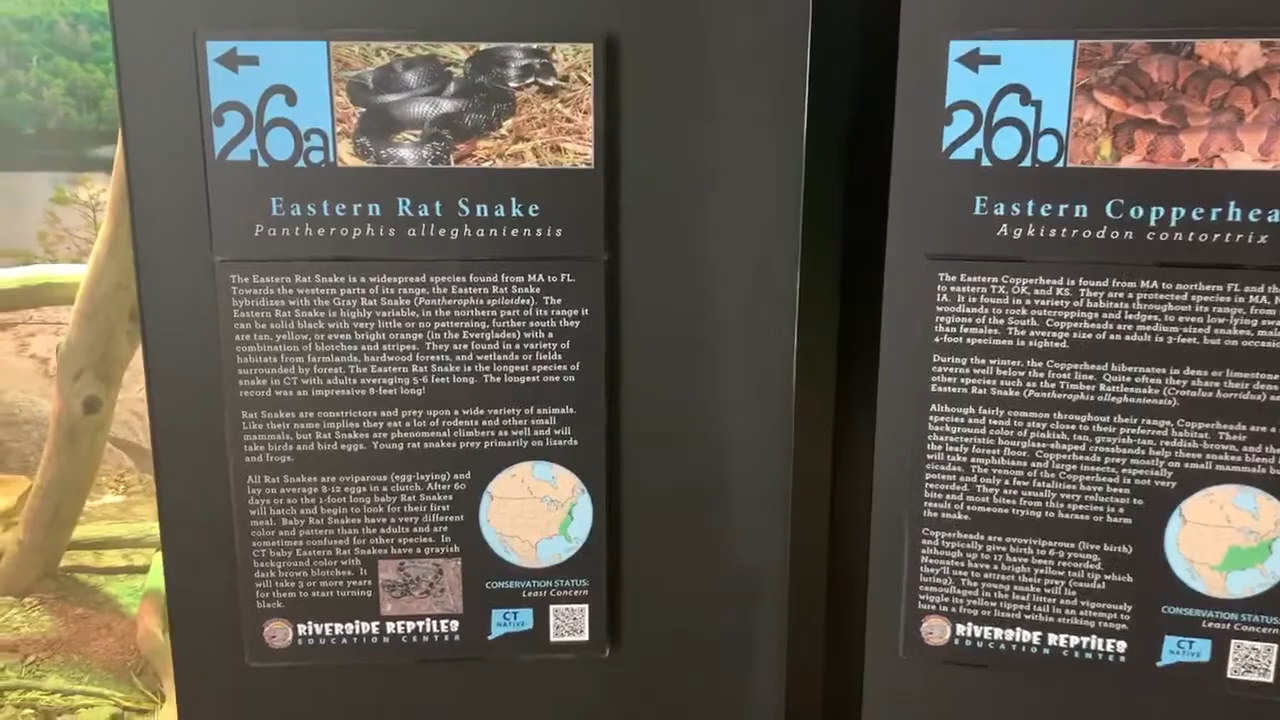 26a
Eastern Rat Snake
Pantherophis alleghaniensis
The Eastern Rat Snake is a widespread species found from MA to FL.
Towards the western parts of its range, the Eastern Rat Snake
hybridizes with the Gray Rat Snake (Pantherophis spiloides). The
Eastern Rat Snake is highly variable, in the northern part of its range it
can be solid black with very little or no patterning, further south they
are tan, yellow, or even bright orange (in the Everglades) with a
combination of blotches and stripes. They are found in a variety of
habitats from farmlands, hardwood forests, and wetlands or fields
surrounded by forest. The Eastern Rat Snake is the longest species of
snake in CT with adults averaging 5-6 feet long. The longest one on
record was an impressive 8-feet long!
Rat Snakes are constrictors and prey upon a wide variety of animals.
Like their name implies they eat a lot of rodents and other small
mammals, but Rat Snakes are phenomenal climbers as well and will
take birds and bird eggs. Young rat snakes prey primarily on lizards
and frogs.
All Rat Snakes are oviparous (egg-laying) and
lay on average 8-12 eggs in a clutch. After 60
days or so the 1-foot long baby Rat Snakes
will hatch and begin to look for their first
meal. Baby Rat Snakes have a very different
color and pattern than the adults and are
sometimes confused for other species. In
CT baby Eastern Rat Snakes have a grayish
background color with
dark brown blotches. It
will take 3 or more years
for them to start turning
black.
CONSERVATION STATUS:
Least Concern
RIVERSIDE REPTILES
EDUCATION CENTER
CT
NATIVE
26b
Eastern Copperhea
Agkistrodon contortrix
The Eastern Copperhead is found from MA to northern FL and th
to eastern TX, OK, and KS. They are a protected species in MA, N
IA. It is found in a variety of habitats throughout its range, from
woodlands to rock outcroppings and ledges, to even low-lying swa
regions of the South. Copperheads are medium-sized snakes, mal
than females. The average size of an adult is 3-feet, but on occasio
4-foot specimen is sighted.
During the winter, the Copperhead hibernates in dens or limestone
caverns well below the frost line. Quite often they share their dens
other species such as the Timber Rattlesnake (Crotalus horridus) a
Eastern Rat Snake (Pantherophis alleghaniensis).
Although fairly common throughout their range, Copperheads are a
species and tend to stay close to their preferred habitat. Their
background color of pinkish, tan, grayish-tan, reddish-brown, and the
characteristic hourglass-shaped crossbands help these snakes blend
the leafy forest floor. Copperheads prey mostly on small mammals b
will take amphibians and large insects, especially
cicadas. The venom of the Copperhead is not very
potent and only a few fatalities have been
recorded. They are usually very reluctant to
bite and most bites from this species is a
result of someone trying to harass or harm
the snake.
Copperheads are ovoviviparous (live birth)
and typically give birth to 6-9 young,
although up to 17 have been recorded.
Neonates have a bright yellow tail tip which
they'll use to attract their prey (caudal
luring). The young snake will lie
camouflaged in the leaf litter and vigorously
wiggle its yellow tipped tail in an attempt to
lure in a frog or lizard within striking range.
CONSERVATION STATUS:
Least Concern
RIVERSIDE REPTILES
EDUCATION CENTER
CT
NATIVE